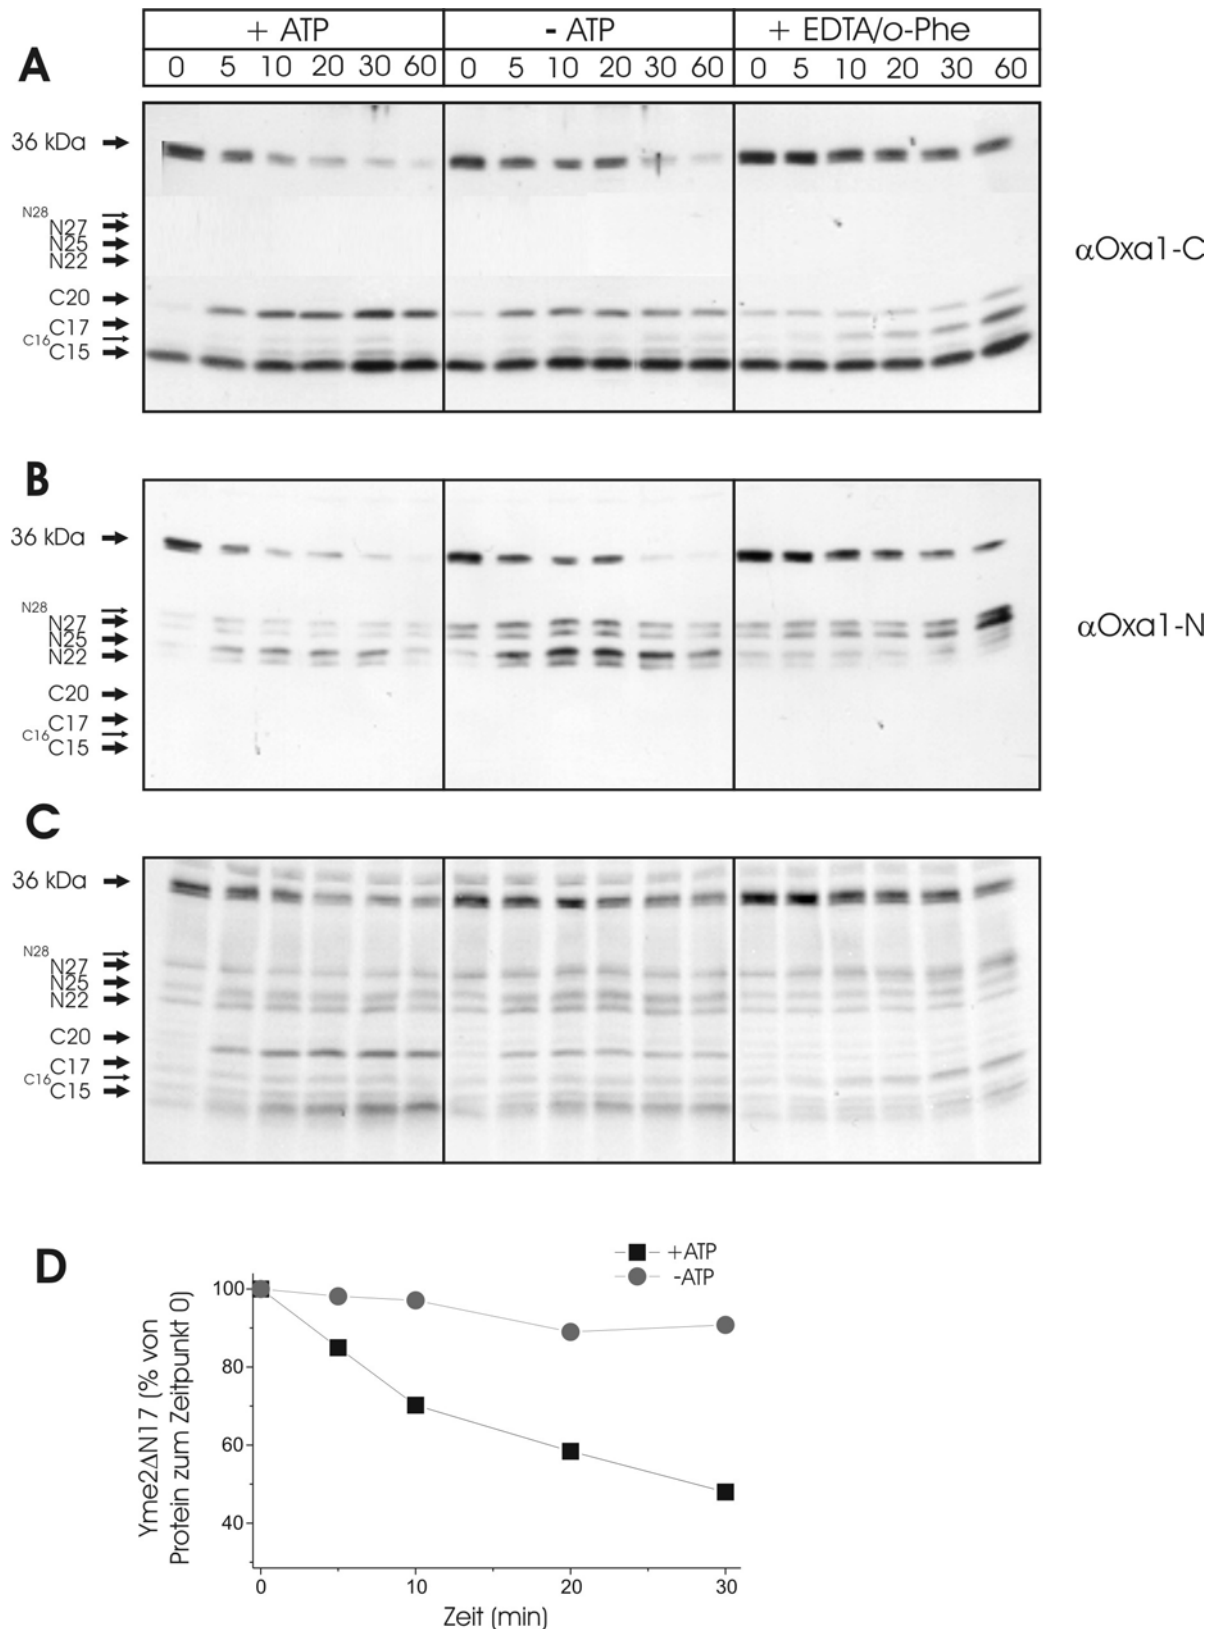 + ATP - ATP + EDTA/o-Phe
A
0 5 10 20 30 60 0 5 10 20 30 60 0 5 10 20 30 60
36 kDa
N28
N27
N25
N22
C20
C17
C16
C15
αOxa1-C
B
36 kDa
N28
N27
N25
N22
C20
C17
C16
C15
αOxa1-N
C
36 kDa
N28
N27
N25
N22
C20
C17
C16
C15
D
+ATP
-ATP
Yme2ΔN17 (% von
Protein zum Zeitpunkt 0)
100
80
60
40
0 10 20 30
Zeit (min)